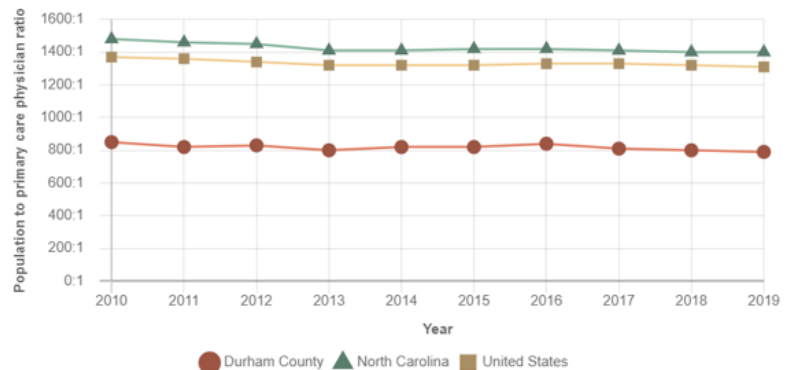 Population to primary care physician ratio
1600:1
1400:1
1200:1
1000:1
800:1
600:1
400:1
200:1
0:1
2010 2011 2012 2013 2014 2015 2016 2017 2018 2019
Year
Durham County North Carolina United States